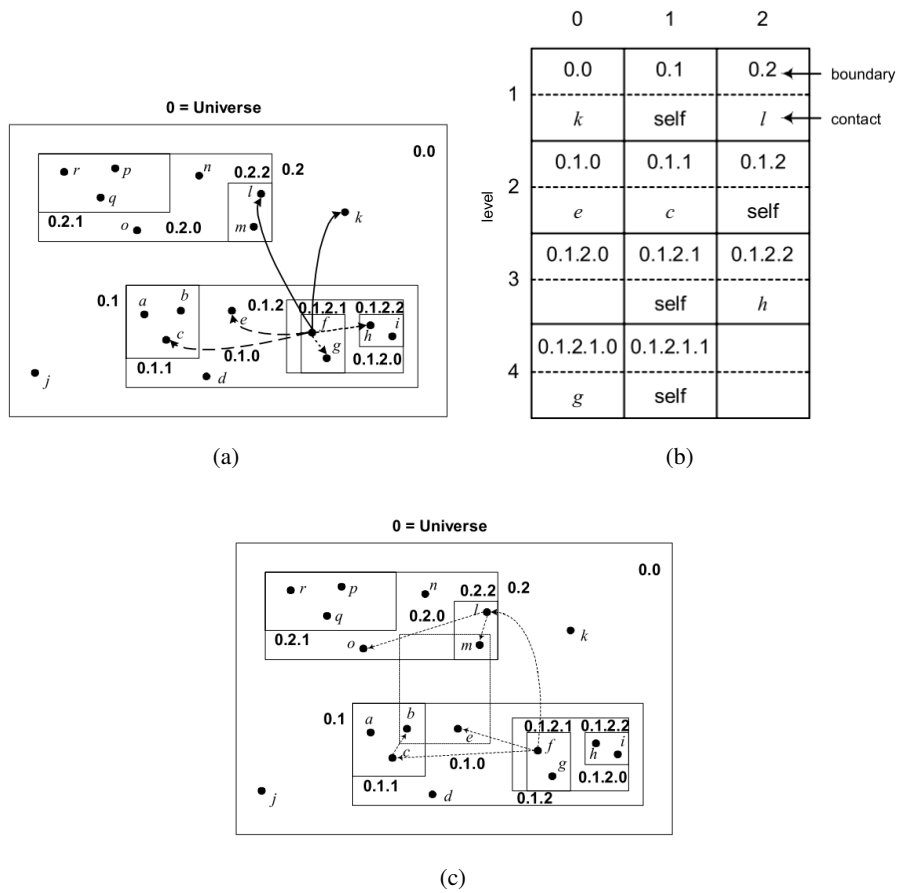 0 = Universe
0.0
r p n
0.2.2 0.2
l
q
k
0.2.1 o 0.2.0 m
0.1 a b 0.1.2 0.1.2.1 0.1.2.2
e f
c h i
g
0.1.0 0.1.2.0
0.1.1
j d
(a)
0 1 2
level
1
0.0 0.1 0.2 boundary
k self l contact
2
0.1.0 0.1.1 0.1.2
e c self
3
0.1.2.0 0.1.2.1 0.1.2.2
self h
4
0.1.2.1.0 0.1.2.1.1
g self
(b)
0 = Universe
0.0
r p n 0.2.2 0.2
0.2.0 l
q
k
0.2.1 o m
0.1 a b 0.1.2.1 0.1.2.2
e f
c h i
0.1.0 g
0.1.1 0.1.2.0
j d 0.1.2
(c)